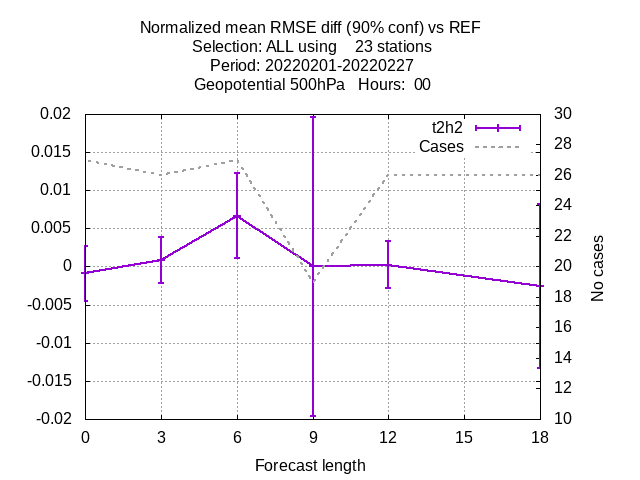 Normalized mean RMSE diff (90% conf) vs REF
Selection: ALL using    23 stations
Period: 20220201-20220227
Geopotential 500hPa   Hours:  00
t2h2
Cases
0.02
0.015
0.01
0.005
0
-0.005
-0.01
-0.015
-0.02
30
28
26
24
22
20
18
16
14
12
10
No cases
0 3 6 9 12 15 18
Forecast length